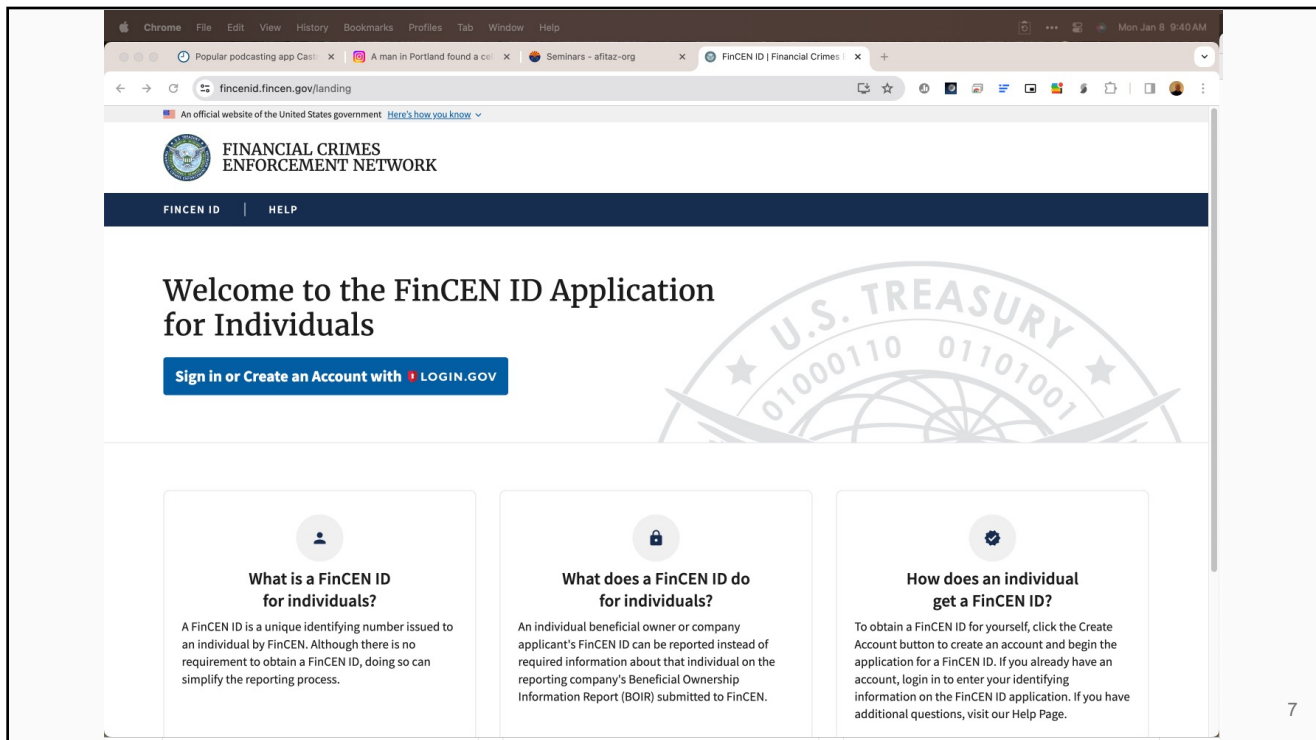 Chrome File Edit View History Bookmarks Profiles Tab Window Help
Mon Jan 8 9:40 AM
Popular podcasting app Cast
A man in Portland found a cel
Seminars - afitaz-org
FinCEN ID | Financial Crimes
fincenid.fincen.gov/landing
An official website of the United States government Here's how you know
FINANCIAL CRIMES
ENFORCEMENT NETWORK
FINCEN ID | HELP
Welcome to the FinCEN ID Application
for Individuals
Sign in or Create an Account with LOGIN.GOV
U.S. TREASURY
01000110 01101001
What is a FinCEN ID
for individuals?
A FinCEN ID is a unique identifying number issued to
an individual by FinCEN. Although there is no
requirement to obtain a FinCEN ID, doing so can
simplify the reporting process.
What does a FinCEN ID do
for individuals?
An individual beneficial owner or company
applicant's FinCEN ID can be reported instead of
required information about that individual on the
reporting company's Beneficial Ownership
Information Report (BOIR) submitted to FinCEN.
How does an individual
get a FinCEN ID?
To obtain a FinCEN ID for yourself, click the Create
Account button to create an account and begin the
application for a FinCEN ID. If you already have an
account, login in to enter your identifying
information on the FinCEN ID application. If you have
additional questions, visit our Help Page.
7